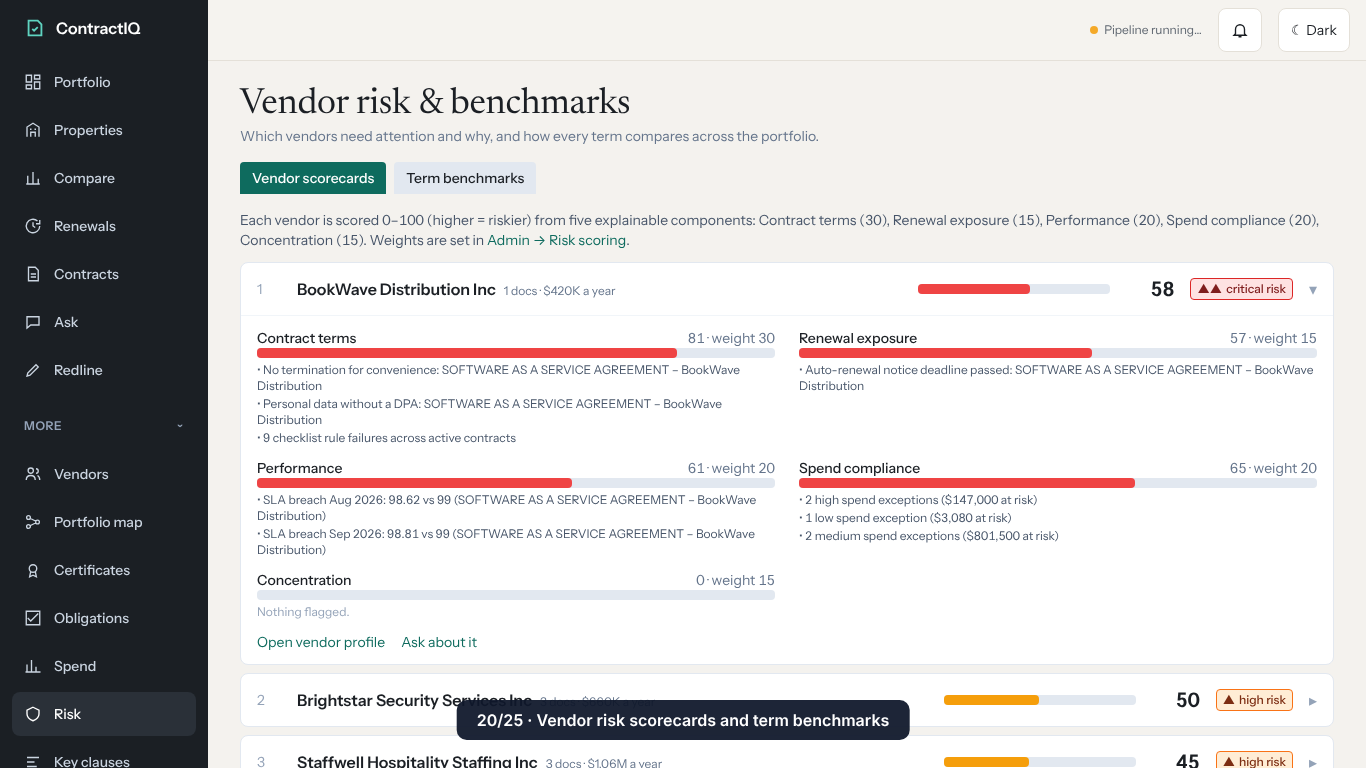 ContractIQ
Pipeline running...
Dark
Portfolio
Properties
Compare
Renewals
Contracts
Ask
Redline
MORE
Vendors
Portfolio map
Certificates
Obligations
Spend
Risk
Key clauses
Vendor risk & benchmarks
Which vendors need attention and why, and how every term compares across the portfolio.
Vendor scorecards
Term benchmarks
Each vendor is scored 0–100 (higher = riskier) from five explainable components: Contract terms (30), Renewal exposure (15), Performance (20), Spend compliance (20),
Concentration (15). Weights are set in Admin → Risk scoring.
1 BookWave Distribution Inc 1 docs · $420K a year 58 ▲▲ critical risk ▼
Contract terms 81 · weight 30
• No termination for convenience: SOFTWARE AS A SERVICE AGREEMENT – BookWave
Distribution
• Personal data without a DPA: SOFTWARE AS A SERVICE AGREEMENT – BookWave
Distribution
• 9 checklist rule failures across active contracts
Renewal exposure 57 · weight 15
• Auto-renewal notice deadline passed: SOFTWARE AS A SERVICE AGREEMENT – BookWave
Distribution
Performance 61 · weight 20
• SLA breach Aug 2026: 98.62 vs 99 (SOFTWARE AS A SERVICE AGREEMENT – BookWave
Distribution)
• SLA breach Sep 2026: 98.81 vs 99 (SOFTWARE AS A SERVICE AGREEMENT – BookWave
Distribution)
Spend compliance 65 · weight 20
• 2 high spend exceptions ($147,000 at risk)
• 1 low spend exception ($3,080 at risk)
• 2 medium spend exceptions ($801,500 at risk)
Concentration 0 · weight 15
Nothing flagged.
Open vendor profile Ask about it
2 Brightstar Security Services Inc 50 ▲ high risk ▶
20/25 · Vendor risk scorecards and term benchmarks
3 Staffwell Hospitality Staffing Inc 3 docs · $1.06M a year 45 ▲ high risk ▶